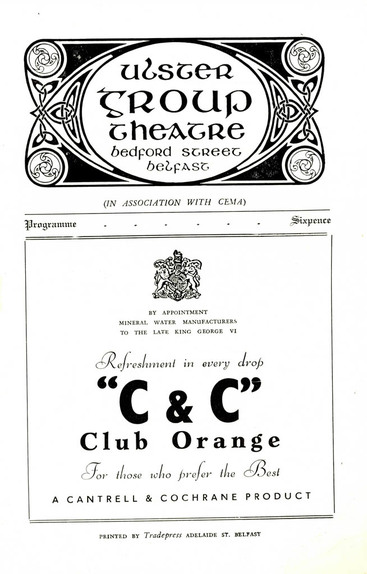 ulster
group
theatre
bedford street
belfast
(IN ASSOCIATION WITH CEMA)
Programme - - - - - - Sixpence
BY APPOINTMENT
MINERAL WATER MANUFACTURERS
TO THE LATE KING GEORGE VI
Refreshment in every drop
"C & C"
Club Orange
For those who prefer the Best
A CANTRELL & COCHRANE PRODUCT
PRINTED BY Tradepress ADELAIDE ST. BELFAST